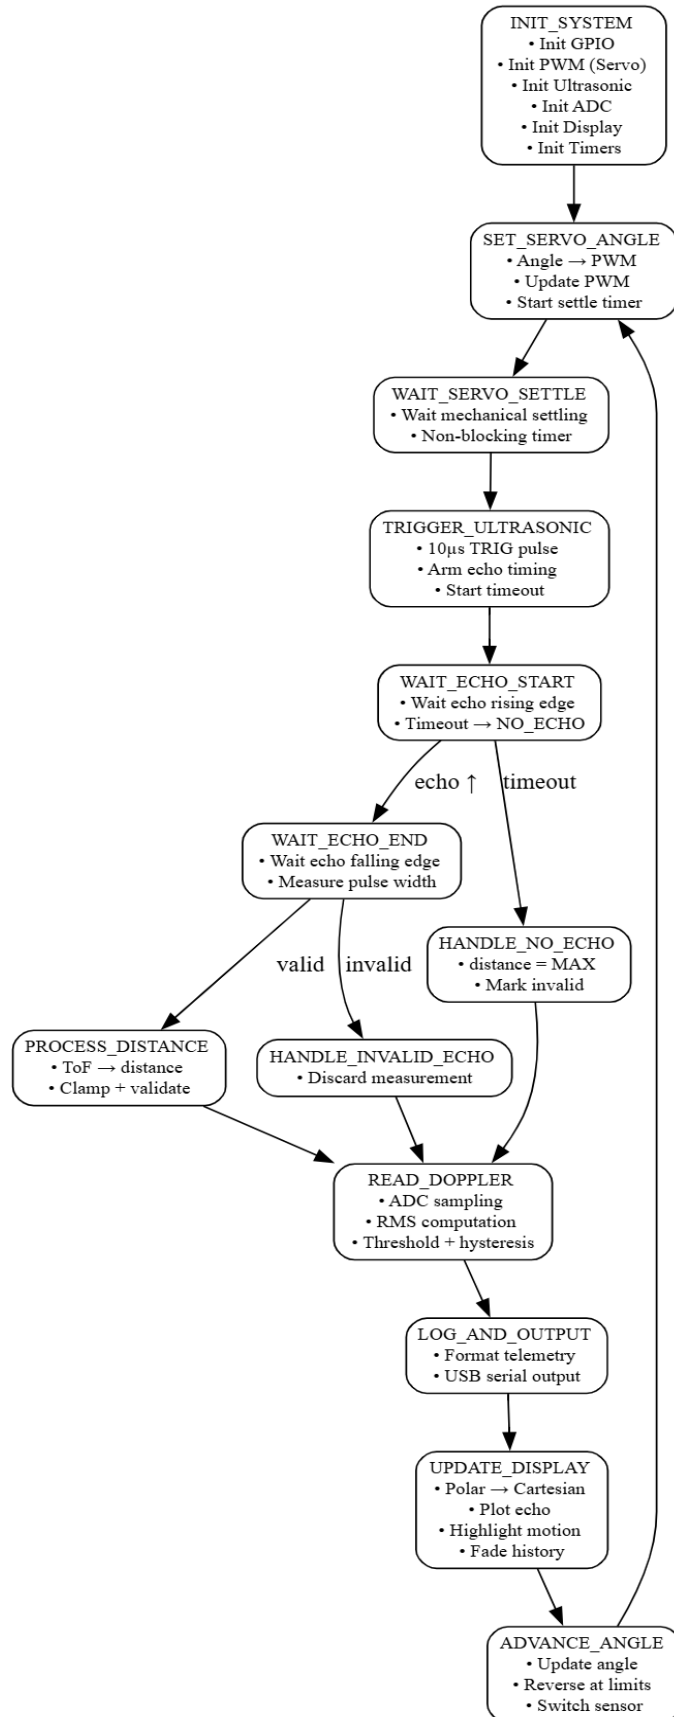 INIT_SYSTEM
• Init GPIO
• Init PWM (Servo)
• Init Ultrasonic
• Init ADC
• Init Display
• Init Timers
SET_SERVO_ANGLE
• Angle → PWM
• Update PWM
• Start settle timer
WAIT_SERVO_SETTLE
• Wait mechanical settling
• Non-blocking timer
TRIGGER_ULTRASONIC
• 10µs TRIG pulse
• Arm echo timing
• Start timeout
WAIT_ECHO_START
• Wait echo rising edge
• Timeout → NO_ECHO
echo ↑
timeout
WAIT_ECHO_END
• Wait echo falling edge
• Measure pulse width
valid
invalid
HANDLE_NO_ECHO
• distance = MAX
• Mark invalid
PROCESS_DISTANCE
• ToF → distance
• Clamp + validate
HANDLE_INVALID_ECHO
• Discard measurement
READ_DOPPLER
• ADC sampling
• RMS computation
• Threshold + hysteresis
LOG_AND_OUTPUT
• Format telemetry
• USB serial output
UPDATE_DISPLAY
• Polar → Cartesian
• Plot echo
• Highlight motion
• Fade history
ADVANCE_ANGLE
• Update angle
• Reverse at limits
• Switch sensor